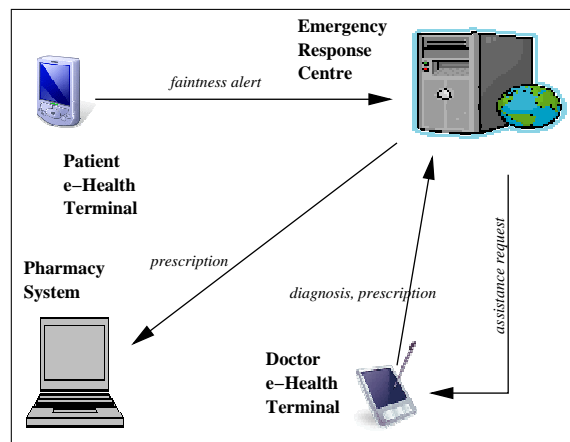 Emergency
Response
Centre
faintness alert
Patient
e−Health
Terminal
prescription
Pharmacy
System
diagnosis, prescription
assistance request
Doctor
e−Health
Terminal